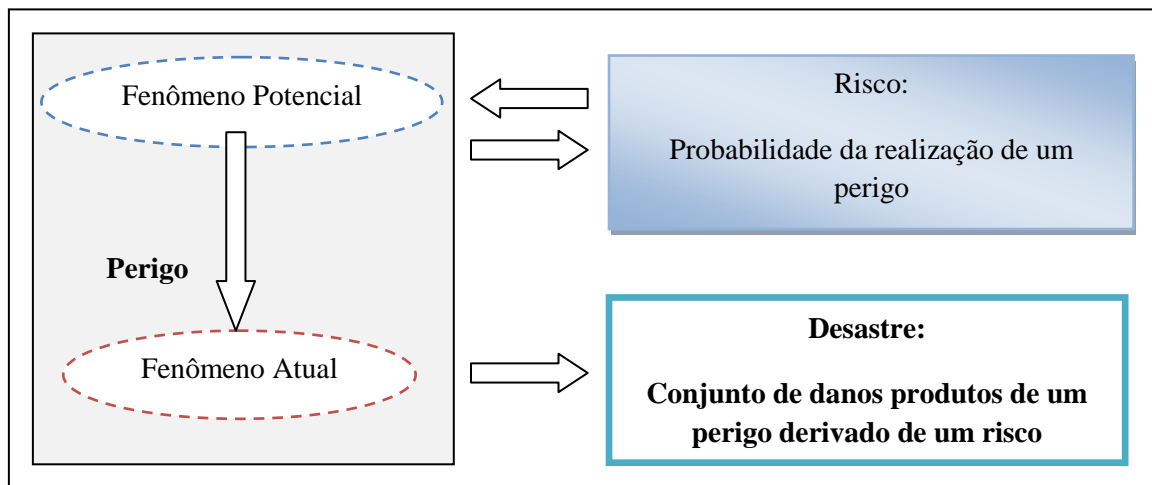 Fenômeno Potencial
Perigo
Fenômeno Atual
Risco:
Probabilidade da realização de um
perigo
Desastre:
Conjunto de danos produtos de um
perigo derivado de um risco